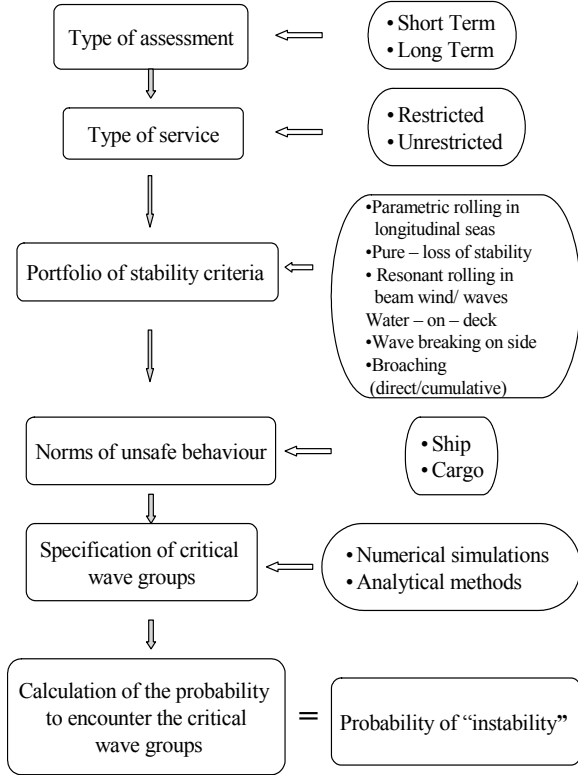 Type of assessment
• Short Term
• Long Term
Type of service
• Restricted
• Unrestricted
Portfolio of stability criteria
•Parametric rolling in
longitudinal seas
•Pure – loss of stability
• Resonant rolling in
beam wind/ waves
Water – on – deck
•Wave breaking on side
•Broaching
(direct/cumulative)
Norms of unsafe behaviour
• Ship
• Cargo
Specification of critical
wave groups
• Numerical simulations
• Analytical methods
Calculation of the probability
to encounter the critical
wave groups
=
Probability of “instability”